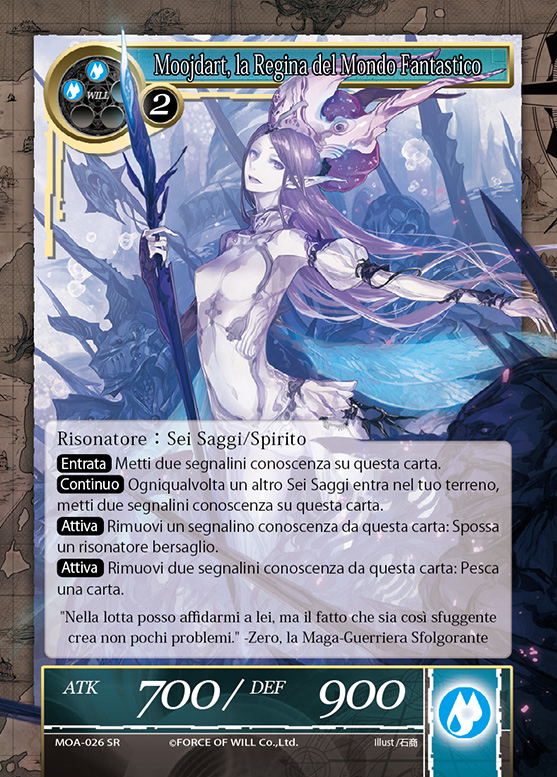 Moojdart, la Regina del Mondo Fantastico
WILL
2
Risonatore : Sei Saggi/Spirito
Entrata Metti due segnalini conoscenza su questa carta.
Continuo Ogniqualvolta un altro Sei Saggi entra nel tuo terreno,
metti due segnalini conoscenza su questa carta.
Attiva Rimuovi un segnalino conoscenza da questa carta: Spossa
un risonatore bersaglio.
Attiva Rimuovi due segnalini conoscenza da questa carta: Pesca
una carta.
"Nella lotta posso affidarmi a lei, ma il fatto che sia così sfuggente
crea non pochi problemi." -Zero, la Maga-Guerriera Sfolgorante
ATK 700 / DEF 900
MOA-026 SR ©FORCE OF WILL Co.,Ltd. Illust /石商